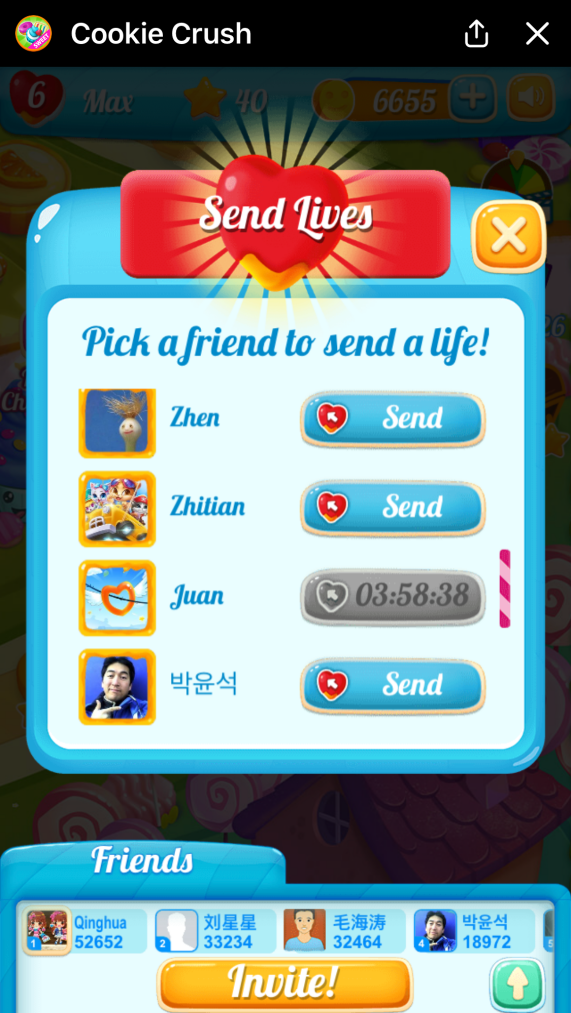 Cookie Crush
6 Max 40 6655
Send Lives
Pick a friend to send a life!
Zhen Send
Zhitian Send
Juan 03:58:38
박윤석 Send
Friends
Qinghua 刘星星 毛海涛 박윤석
1 52652 2 33234 3 32464 4 18972 5
Invite!